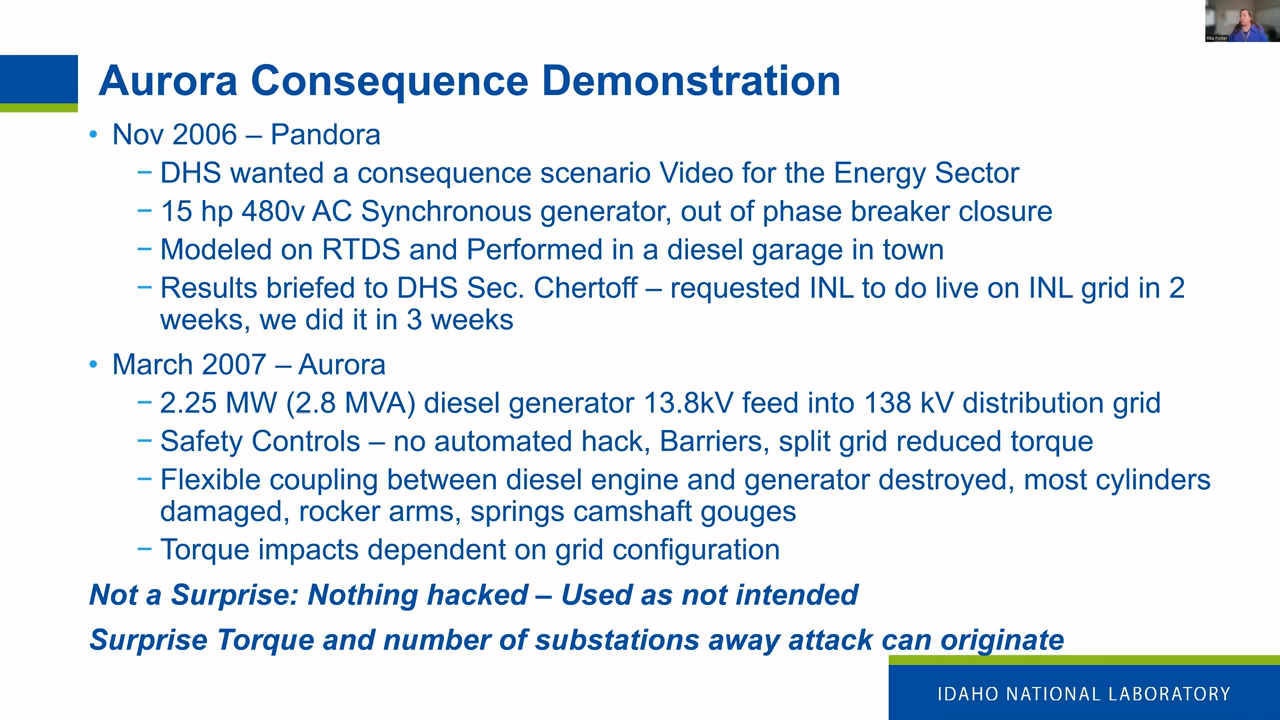 Aurora Consequence Demonstration
• Nov 2006 – Pandora
− DHS wanted a consequence scenario Video for the Energy Sector
− 15 hp 480v AC Synchronous generator, out of phase breaker closure
− Modeled on RTDS and Performed in a diesel garage in town
− Results briefed to DHS Sec. Chertoff – requested INL to do live on INL grid in 2
weeks, we did it in 3 weeks
• March 2007 – Aurora
− 2.25 MW (2.8 MVA) diesel generator 13.8kV feed into 138 kV distribution grid
− Safety Controls – no automated hack, Barriers, split grid reduced torque
− Flexible coupling between diesel engine and generator destroyed, most cylinders
damaged, rocker arms, springs camshaft gouges
− Torque impacts dependent on grid configuration
Not a Surprise: Nothing hacked – Used as not intended
Surprise Torque and number of substations away attack can originate
IDAHO NATIONAL LABORATORY